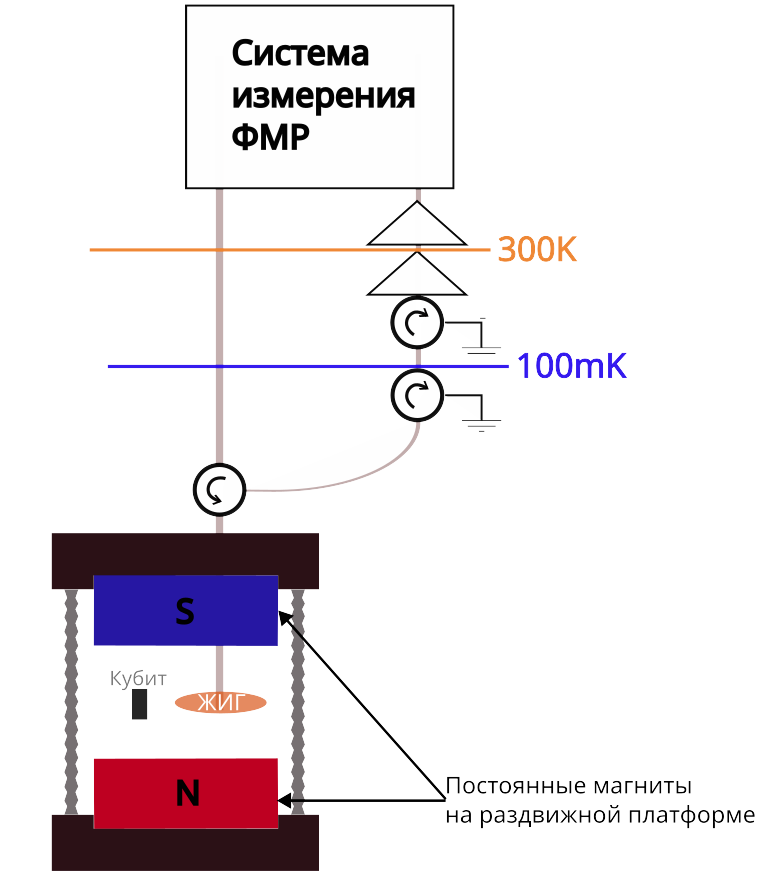 Система
измерения
ФМР
300K
100mK
S
Кубит
ЖИГ
N
Постоянные магниты
на раздвижной платформе